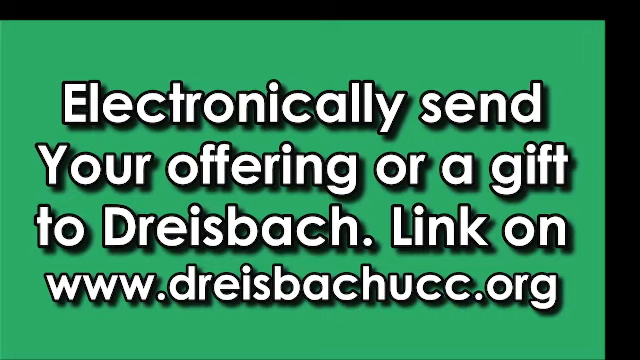 Electronically send
Your offering or a gift
to Dreisbach. Link on
www.dreisbachucc.org